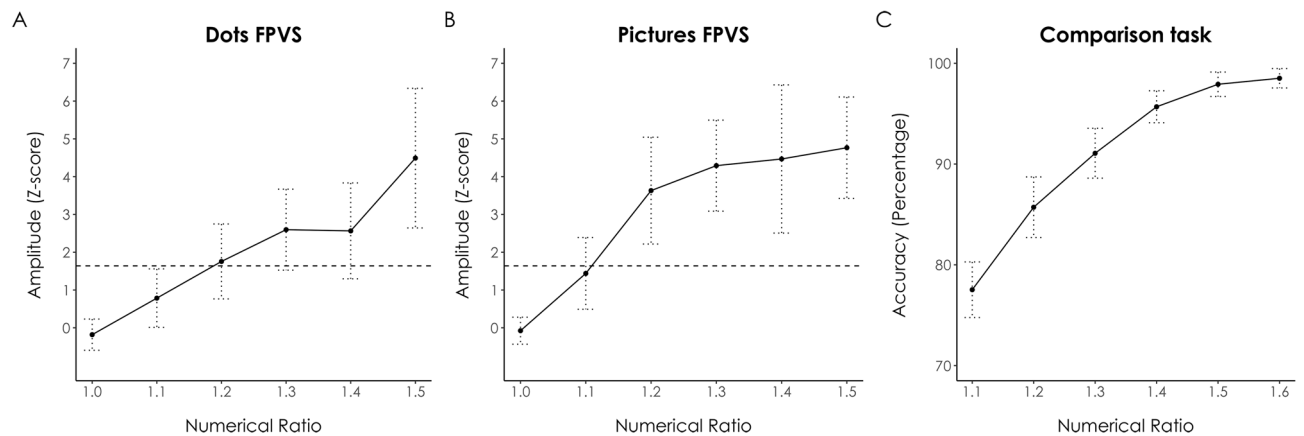 A
Dots FPVS
Amplitude (Z-score)
7
6
5
4
3
2
1
0
1.0 1.1 1.2 1.3 1.4 1.5
Numerical Ratio
B
Pictures FPVS
Amplitude (Z-score)
7
6
5
4
3
2
1
0
1.0 1.1 1.2 1.3 1.4 1.5
Numerical Ratio
C
Comparison task
Accuracy (Percentage)
100
90
80
70
1.1 1.2 1.3 1.4 1.5 1.6
Numerical Ratio